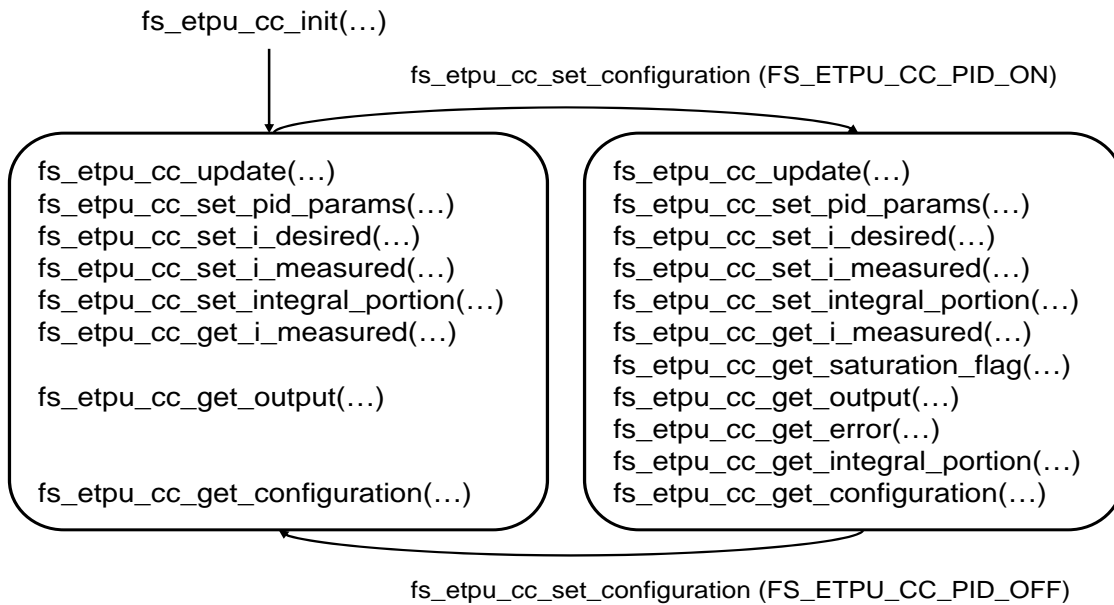 fs_etpu_cc_init(…)
fs_etpu_cc_set_configuration (FS_ETPU_CC_PID_ON)
fs_etpu_cc_update(…)
fs_etpu_cc_set_pid_params(…)
fs_etpu_cc_set_i_desired(…)
fs_etpu_cc_set_i_measured(…)
fs_etpu_cc_set_integral_portion(…)
fs_etpu_cc_get_i_measured(…)
fs_etpu_cc_get_output(…)
fs_etpu_cc_get_configuration(…)
fs_etpu_cc_update(…)
fs_etpu_cc_set_pid_params(…)
fs_etpu_cc_set_i_desired(…)
fs_etpu_cc_set_i_measured(…)
fs_etpu_cc_set_integral_portion(…)
fs_etpu_cc_get_i_measured(…)
fs_etpu_cc_get_saturation_flag(…)
fs_etpu_cc_get_output(…)
fs_etpu_cc_get_error(…)
fs_etpu_cc_get_integral_portion(…)
fs_etpu_cc_get_configuration(…)
fs_etpu_cc_set_configuration (FS_ETPU_CC_PID_OFF)